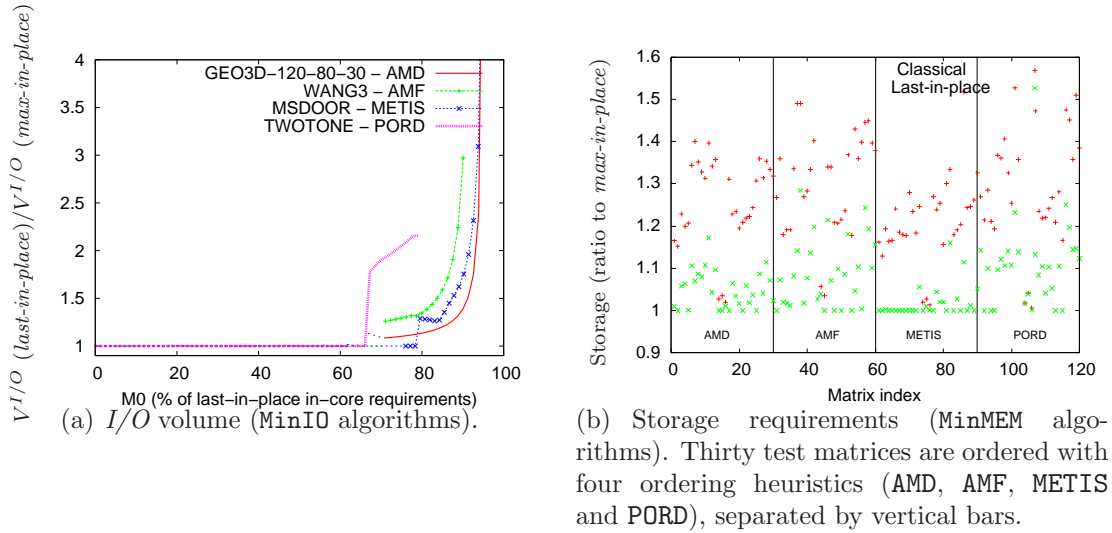 V^{I/O} (last-in-place)/V^{I/O} (max-in-place)
4
3.5
3
2.5
2
1.5
1
GEO3D-120-80-30 - AMD
WANG3 - AMF
MSDOOR - METIS
TWOTONE - PORD
0 20 40 60 80 100
M0 (% of last-in-place in-core requirements)
(a) I/O volume (MinIO algorithms).
Storage (ratio to max-in-place)
1.6
1.5
1.4
1.3
1.2
1.1
1
0.9
Classical
Last-in-place
AMD AMF METIS PORD
0 20 40 60 80 100 120
Matrix index
(b) Storage requirements (MinMEM algo-
rithms). Thirty test matrices are ordered with
four ordering heuristics (AMD, AMF, METIS
and PORD), separated by vertical bars.